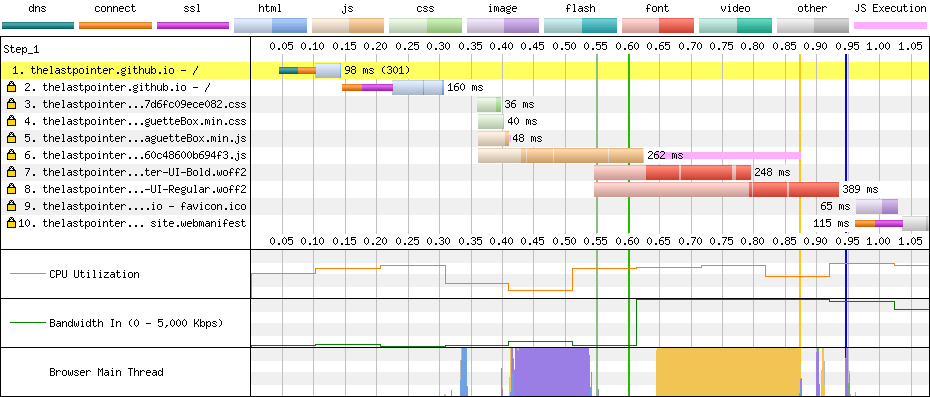 dns connect ssl html js css image flash font video other JS Execution
Step_1 0.05 0.10 0.15 0.20 0.25 0.30 0.35 0.40 0.45 0.50 0.55 0.60 0.65 0.70 0.75 0.80 0.85 0.90 0.95 1.00 1.05
1. thelastpointer.github.io - / 98 ms (301)
2. thelastpointer.github.io - / 160 ms
3. thelastpointer...7d6fc09ece082.css 36 ms
4. thelastpointer...guetteBox.min.css 40 ms
5. thelastpointer...aguetteBox.min.js 48 ms
6. thelastpointer...60c48600b694f3.js 262 ms
7. thelastpointer...ter-UI-Bold.woff2 248 ms
8. thelastpointer...-UI-Regular.woff2 389 ms
9. thelastpointer....io - favicon.ico 65 ms
10. thelastpointer... site.webmanifest 115 ms
0.05 0.10 0.15 0.20 0.25 0.30 0.35 0.40 0.45 0.50 0.55 0.60 0.65 0.70 0.75 0.80 0.85 0.90 0.95 1.00 1.05
CPU Utilization
Bandwidth In (0 - 5,000 Kbps)
Browser Main Thread